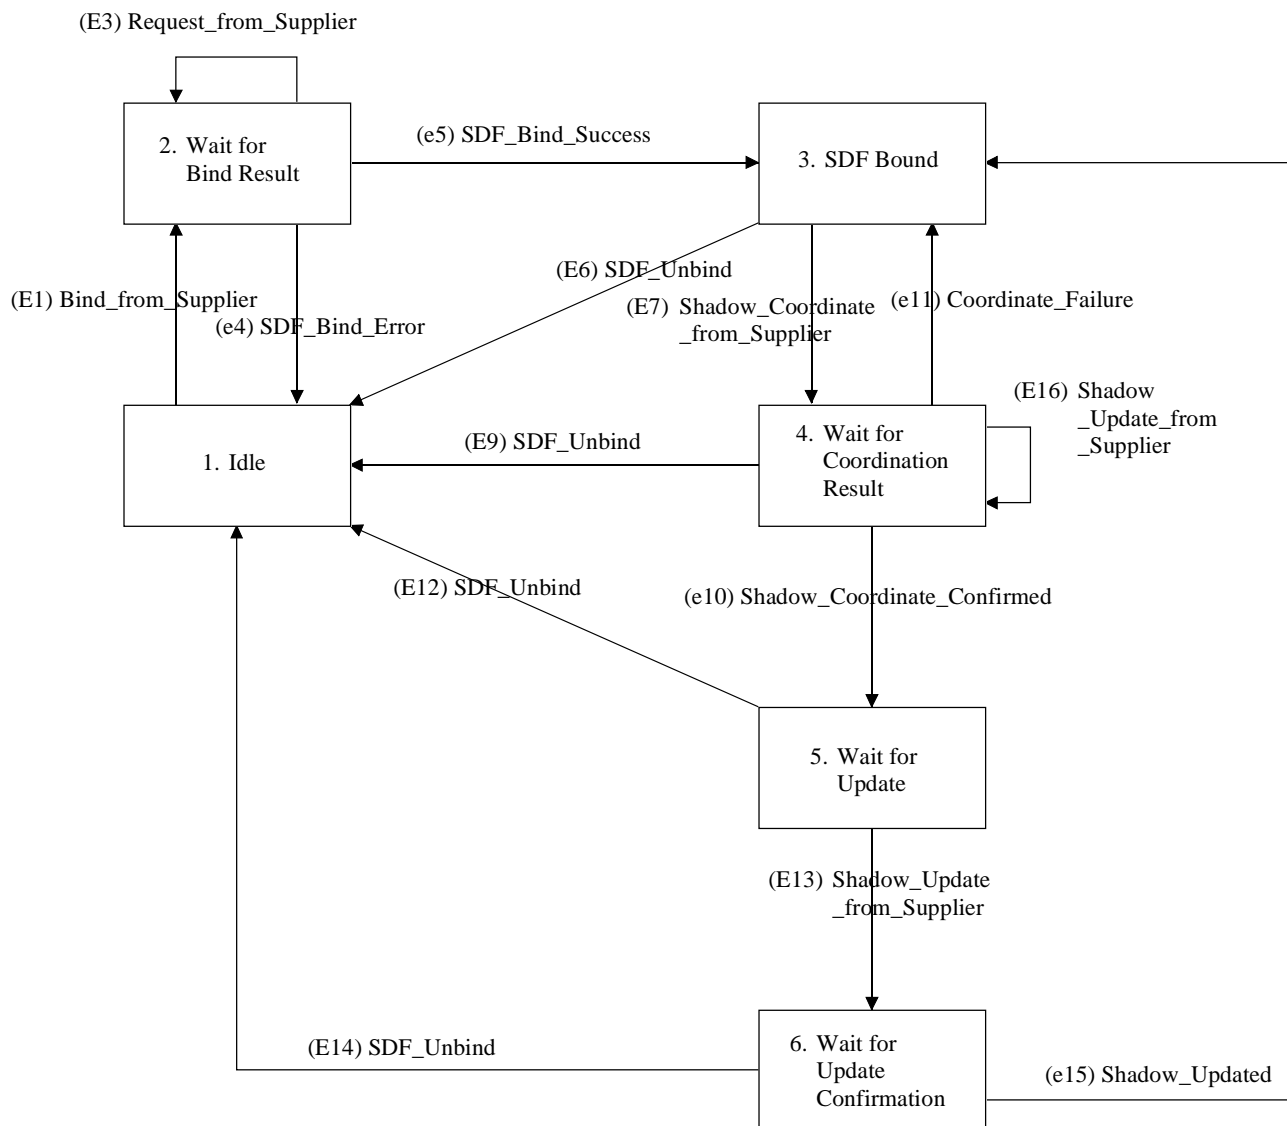 (E3) Request_from_Supplier
2. Wait for
Bind Result
(e5) SDF_Bind_Success
3. SDF Bound
(E6) SDF_Unbind
(E1) Bind_from_Supplier
(e4) SDF_Bind_Error
(E7) Shadow_Coordinate
_from_Supplier
(e11) Coordinate_Failure
(E16) Shadow
_Update_from
_Supplier
1. Idle
(E9) SDF_Unbind
4. Wait for
Coordination
Result
(E12) SDF_Unbind
(e10) Shadow_Coordinate_Confirmed
5. Wait for
Update
(E13) Shadow_Update
_from_Supplier
(E14) SDF_Unbind
6. Wait for
Update
Confirmation
(e15) Shadow_Updated